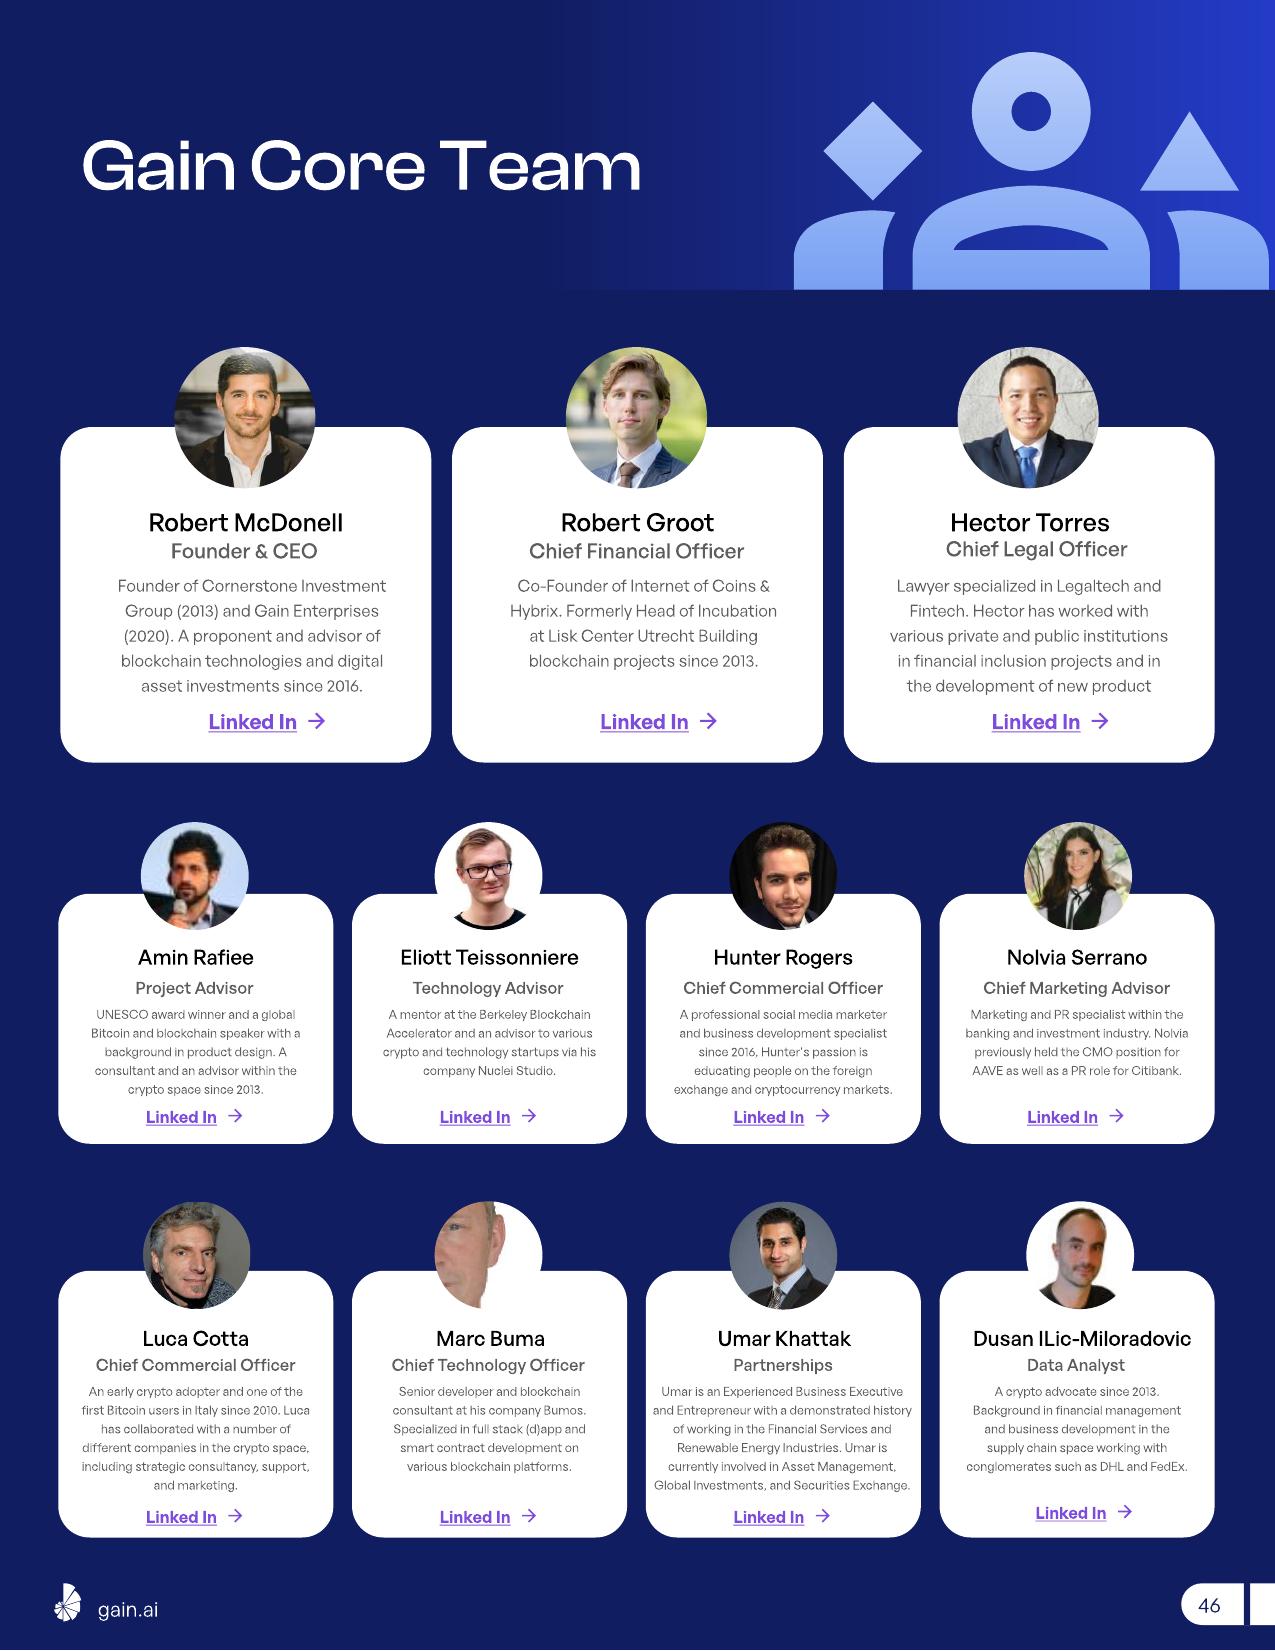 Gain Core Team
Robert McDonell
Founder & CEO
Founder of Cornerstone Investment
Group (2013) and Gain Enterprises
(2020). A proponent and advisor of
blockchain technologies and digital
asset investments since 2016.
Linked In
Robert Groot
Chief Financial Officer
Co-Founder of Internet of Coins &
Hybrix. Formerly Head of Incubation
at Lisk Center Utrecht Building
blockchain projects since 2013.
Linked In
Hector Torres
Chief Legal Officer
Lawyer specialized in Legaltech and
Fintech. Hector has worked with
various private and public institutions
in financial inclusion projects and in
the development of new product
Linked In
Amin Rafiee
Project Advisor
UNESCO award winner and a global
Bitcoin and blockchain speaker with a
background in product design. A
consultant and an advisor within the
crypto space since 2013.
Linked In
Eliott Teissonniere
Technology Advisor
A mentor at the Berkeley Blockchain
Accelerator and an advisor to various
crypto and technology startups via his
company Nuclei Studio.
Linked In
Hunter Rogers
Chief Commercial Officer
A professional social media marketer
and business development specialist
since 2016, Hunter's passion is
educating people on the foreign
exchange and cryptocurrency markets.
Linked In
Nolvia Serrano
Chief Marketing Advisor
Marketing and PR specialist within the
banking and investment industry. Nolvia
previously held the CMO position for
AAVE as well as a PR role for Citibank.
Linked In
Luca Cotta
Chief Commercial Officer
An early crypto adopter and one of the
first Bitcoin users in Italy since 2010. Luca
has collaborated with a number of
different companies in the crypto space,
including strategic consultancy, support,
and marketing.
Linked In
Marc Buma
Chief Technology Officer
Senior developer and blockchain
consultant at his company Bumos.
Specialized in full stack (d)app and
smart contract development on
various blockchain platforms.
Linked In
Umar Khattak
Partnerships
Umar is an Experienced Business Executive
and Entrepreneur with a demonstrated history
of working in the Financial Services and
Renewable Energy Industries. Umar is
currently involved in Asset Management,
Global Investments, and Securities Exchange.
Linked In
Dusan ILic-Miloradovic
Data Analyst
A crypto advocate since 2013.
Background in financial management
and business development in the
supply chain space working with
conglomerates such as DHL and FedEx.
Linked In
gain.ai
46